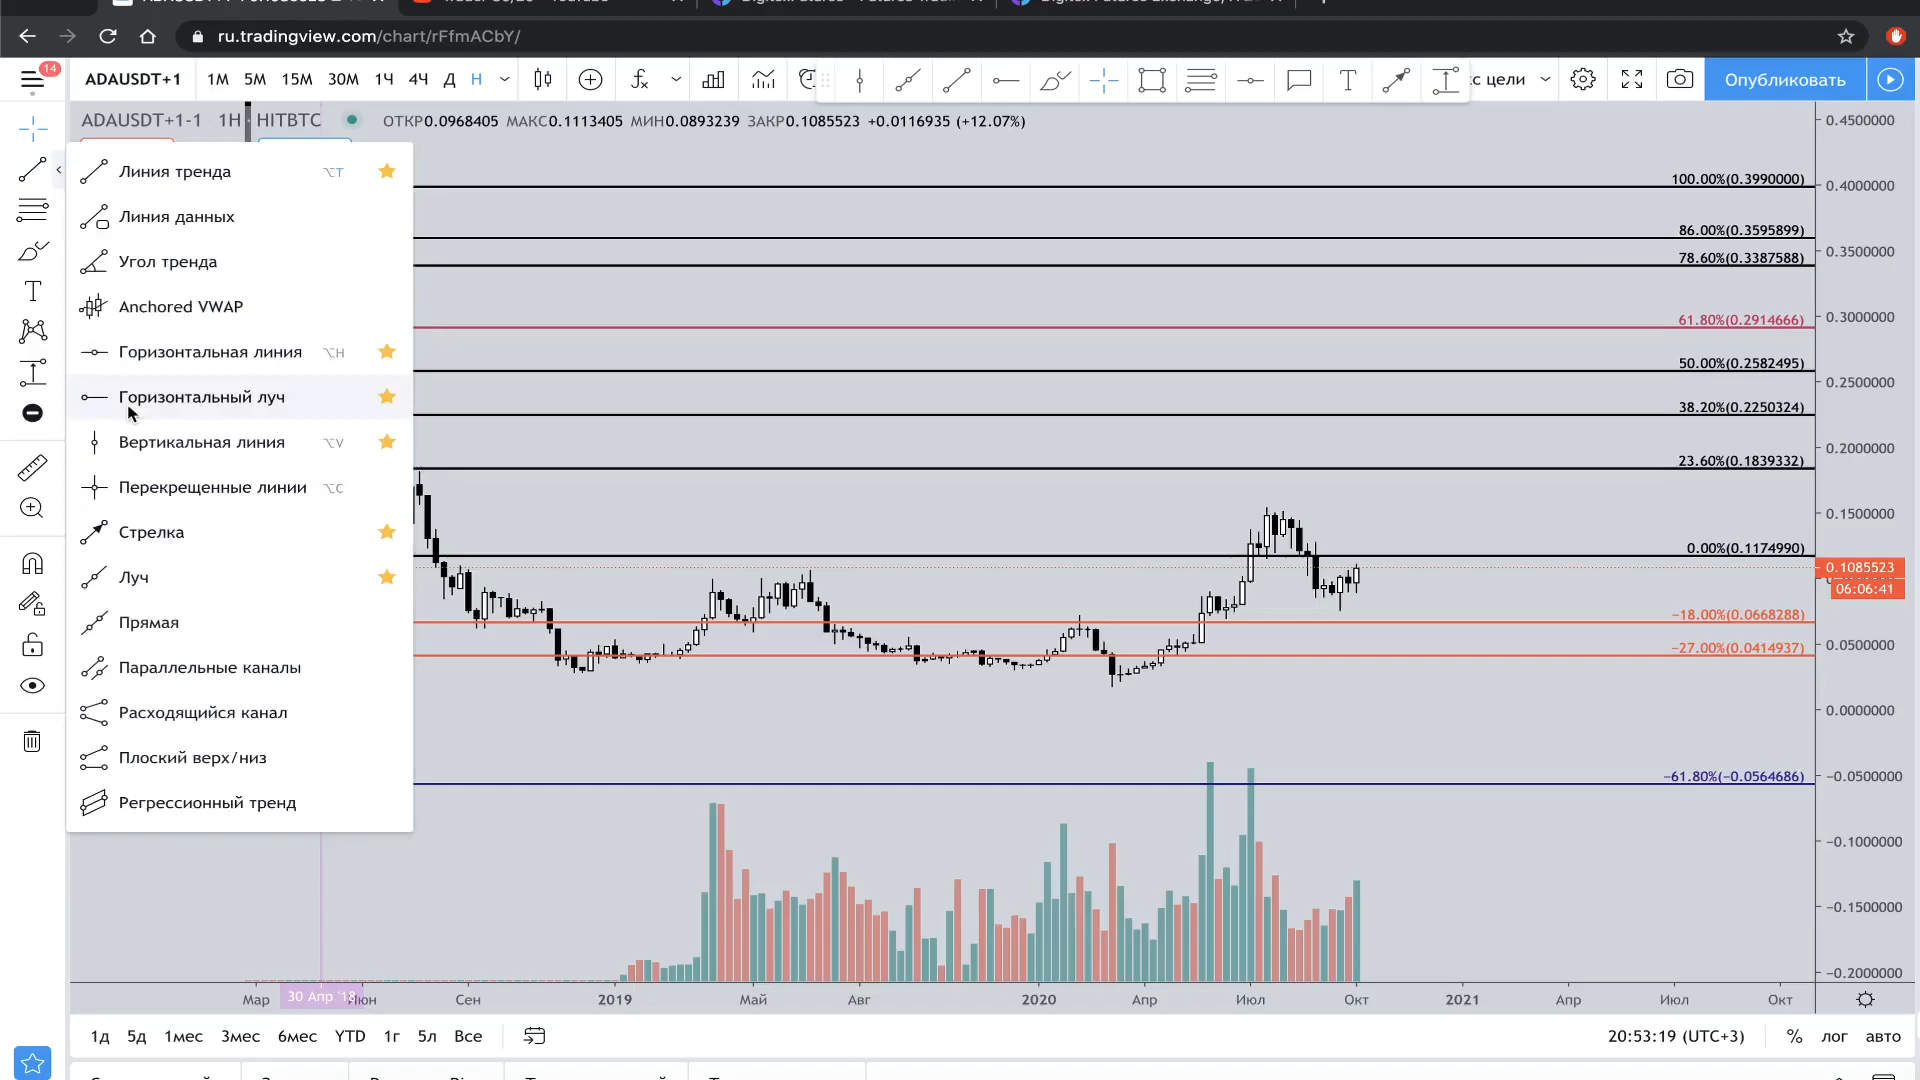 ru.tradingview.com/chart/rFfmACbY/
14
ADAUSDT+1 1М 5М 15М 30М 1Ч 4Ч Д Н
с цели
Опубликовать
ADAUSDT+1-1 1Н HITBTC ОТКР0.0968405 МАКС0.1113405 МИН0.0893239 ЗАКР0.1085523 +0.0116935 (+12.07%)
Линия тренда ⌥T
Линия данных
Угол тренда
Anchored VWAP
Горизонтальная линия ⌥H
Горизонтальный луч
Вертикальная линия ⌥V
Перекрещенные линии ⌥C
Стрелка
Луч
Прямая
Параллельные каналы
Расходящийся канал
Плоский верх/низ
Регрессионный тренд
100.00%(0.3990000)
86.00%(0.3595899)
78.60%(0.3387588)
61.80%(0.2914666)
50.00%(0.2582495)
38.20%(0.2250324)
23.60%(0.1839332)
0.00%(0.1174990)
−18.00%(0.0668288)
−27.00%(0.0414937)
−61.80%(−0.0564686)
0.4500000
0.4000000
0.3500000
0.3000000
0.2500000
0.2000000
0.1500000
0.1085523
06:06:41
0.0500000
0.0000000
−0.0500000
−0.1000000
−0.1500000
−0.2000000
Мар 30 Апр '18 Июн Сен 2019 Май Авг 2020 Апр Июл Окт 2021 Апр Июл Окт
1д 5д 1мес 3мес 6мес YTD 1г 5л Все
20:53:19 (UTC+3) % лог авто